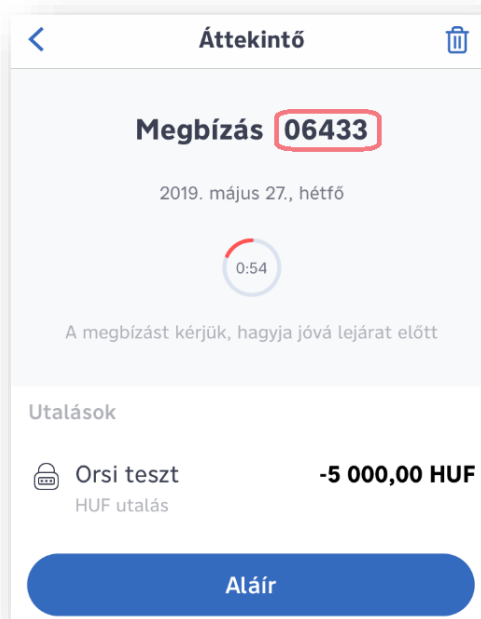 Áttekintő
Megbízás 06433
2019. május 27., hétfő
0:54
A megbízást kérjük, hagyja jóvá lejárat előtt
Utalások
Orsi teszt -5 000,00 HUF
HUF utalás
Aláír